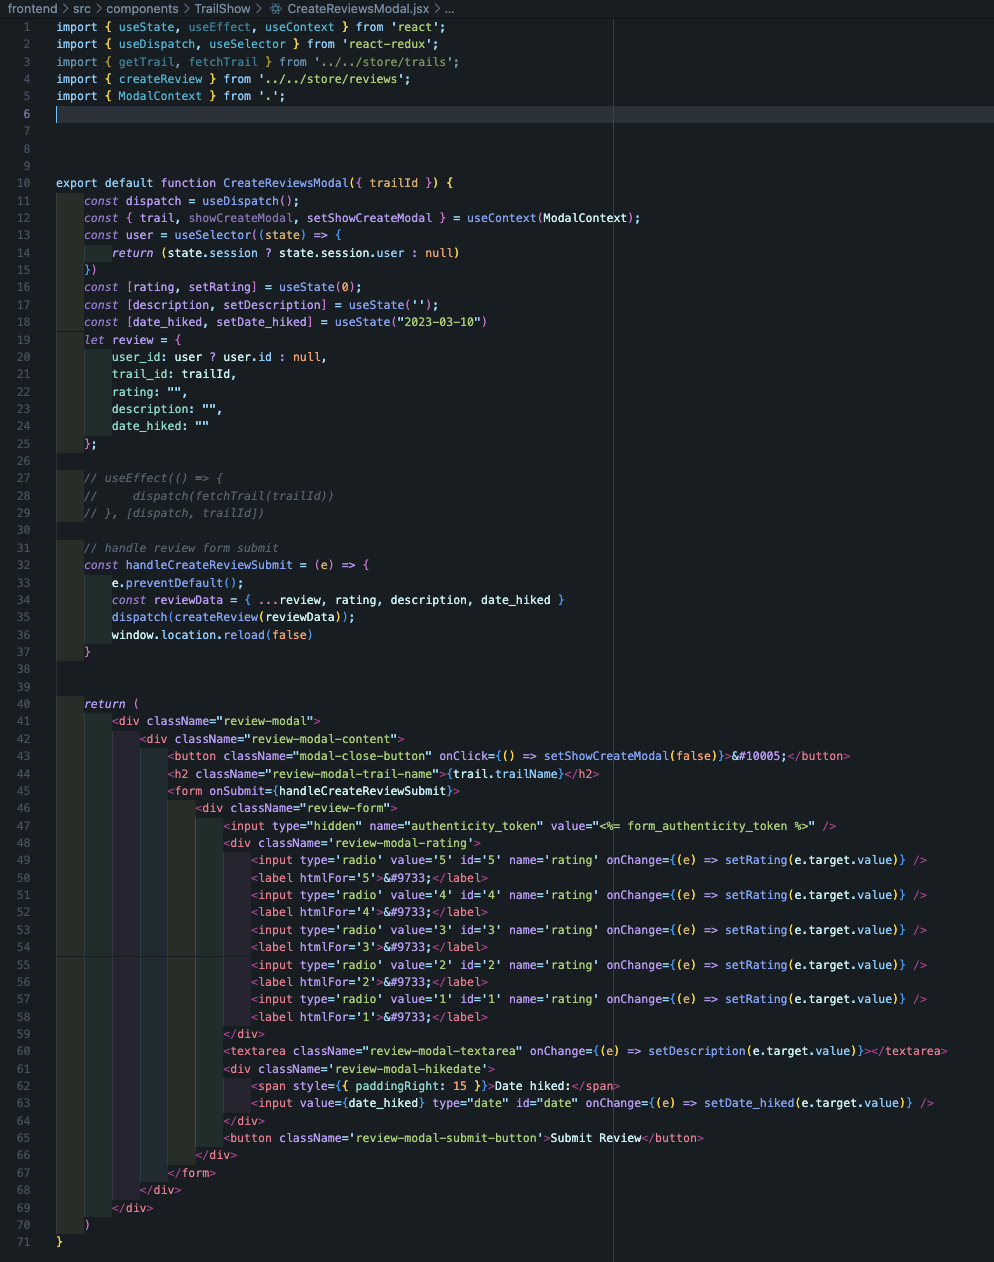 frontend > src > components > TrailShow > CreateReviewsModal.jsx > ...
1 import { useState, useEffect, useContext } from 'react';
2 import { useDispatch, useSelector } from 'react-redux';
3 import { getTrail, fetchTrail } from '../../store/trails';
4 import { createReview } from '../../store/reviews';
5 import { ModalContext } from '.';
6
7
8
9
10 export default function CreateReviewsModal({ trailId }) {
11     const dispatch = useDispatch();
12     const { trail, showCreateModal, setShowCreateModal } = useContext(ModalContext);
13     const user = useSelector((state) => {
14         return (state.session ? state.session.user : null)
15     })
16     const [rating, setRating] = useState(0);
17     const [description, setDescription] = useState('');
18     const [date_hiked, setDate_hiked] = useState("2023-03-10")
19     let review = {
20         user_id: user ? user.id : null,
21         trail_id: trailId,
22         rating: "",
23         description: "",
24         date_hiked: ""
25     };
26
27     // useEffect(() => {
28     //     dispatch(fetchTrail(trailId))
29     // }, [dispatch, trailId])
30
31     // handle review form submit
32     const handleCreateReviewSubmit = (e) => {
33         e.preventDefault();
34         const reviewData = { ...review, rating, description, date_hiked }
35         dispatch(createReview(reviewData));
36         window.location.reload(false)
37     }
38
39
40     return (
41         <div className="review-modal">
42             <div className="review-modal-content">
43                 <button className="modal-close-button" onClick={() => setShowCreateModal(false)}>&#10005;</button>
44                 <h2 className="review-modal-trail-name">{trail.trailName}</h2>
45                 <form onSubmit={handleCreateReviewSubmit}>
46                     <div className="review-form">
47                         <input type="hidden" name="authenticity_token" value="<%= form_authenticity_token %>" />
48                         <div className='review-modal-rating'>
49                             <input type='radio' value='5' id='5' name='rating' onChange={(e) => setRating(e.target.value)} />
50                             <label htmlFor='5'>&#9733;</label>
51                             <input type='radio' value='4' id='4' name='rating' onChange={(e) => setRating(e.target.value)} />
52                             <label htmlFor='4'>&#9733;</label>
53                             <input type='radio' value='3' id='3' name='rating' onChange={(e) => setRating(e.target.value)} />
54                             <label htmlFor='3'>&#9733;</label>
55                             <input type='radio' value='2' id='2' name='rating' onChange={(e) => setRating(e.target.value)} />
56                             <label htmlFor='2'>&#9733;</label>
57                             <input type='radio' value='1' id='1' name='rating' onChange={(e) => setRating(e.target.value)} />
58                             <label htmlFor='1'>&#9733;</label>
59                         </div>
60                         <textarea className="review-modal-textarea" onChange={(e) => setDescription(e.target.value)}></textarea>
61                         <div className='review-modal-hikedate'>
62                             <span style={{ paddingRight: 15 }}>Date hiked:</span>
63                             <input value={date_hiked} type="date" id="date" onChange={(e) => setDate_hiked(e.target.value)} />
64                         </div>
65                         <button className='review-modal-submit-button'>Submit Review</button>
66                     </div>
67                 </form>
68             </div>
69         </div>
70     )
71 }